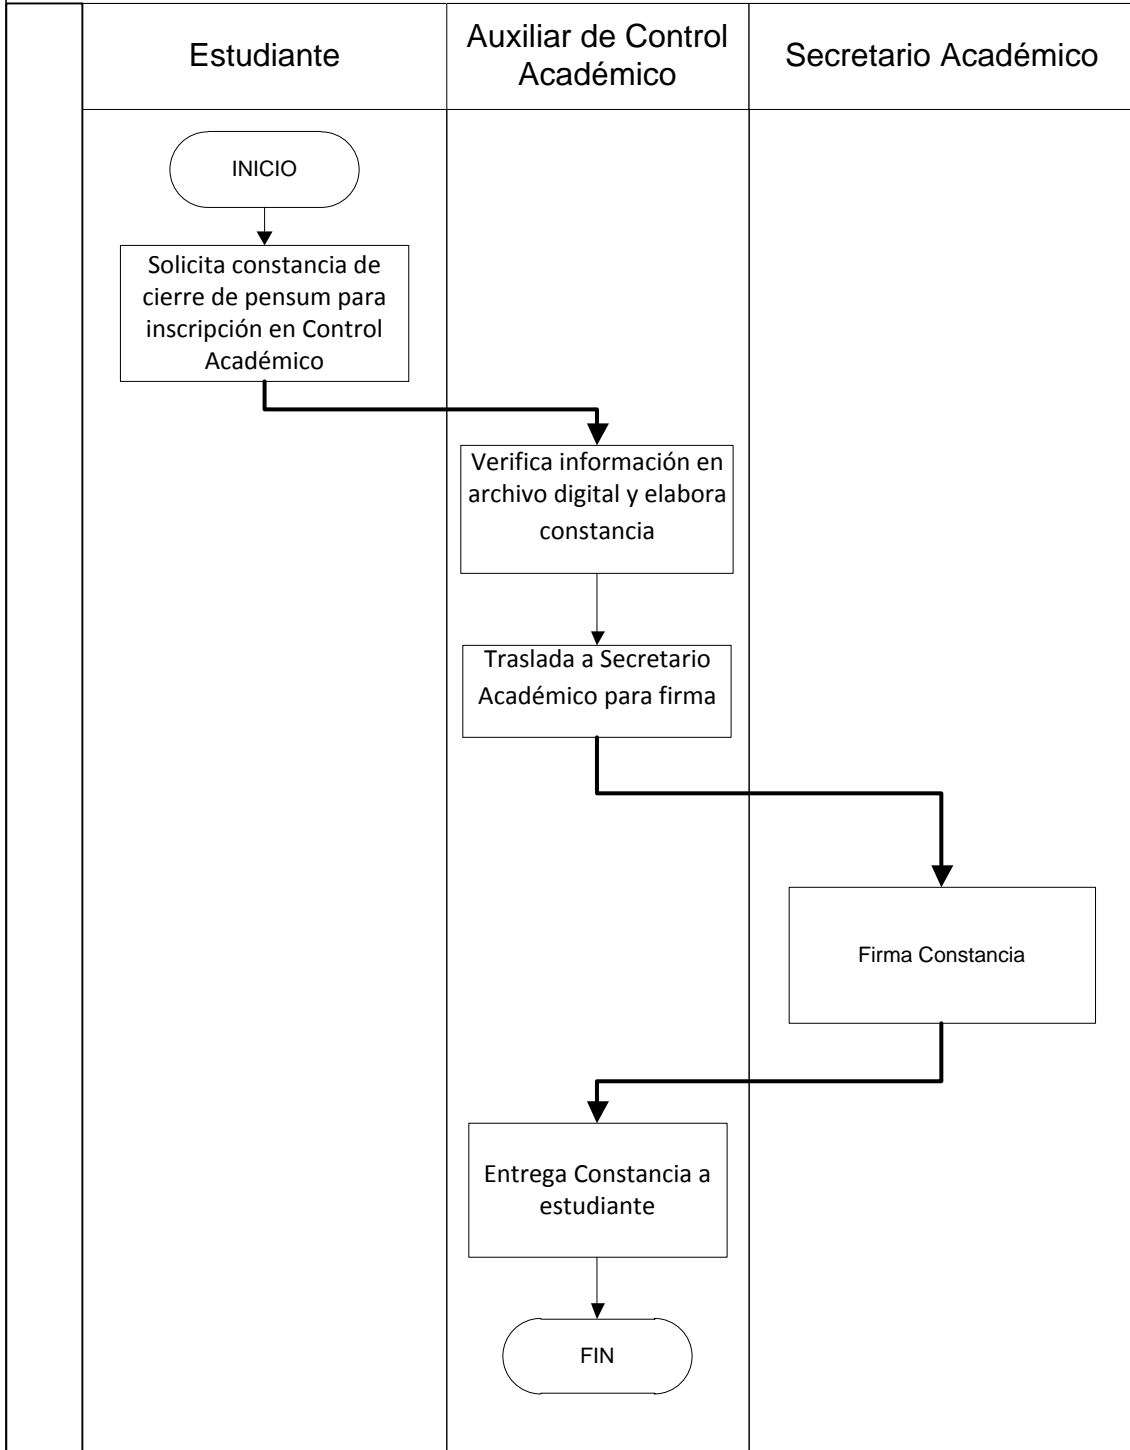 Estudiante
Auxiliar de Control
Académico
Secretario Académico
INICIO
Solicita constancia de
cierre de pensum para
inscripción en Control
Académico
Verifica información en
archivo digital y elabora
constancia
Traslada a Secretario
Académico para firma
Firma Constancia
Entrega Constancia a
estudiante
FIN